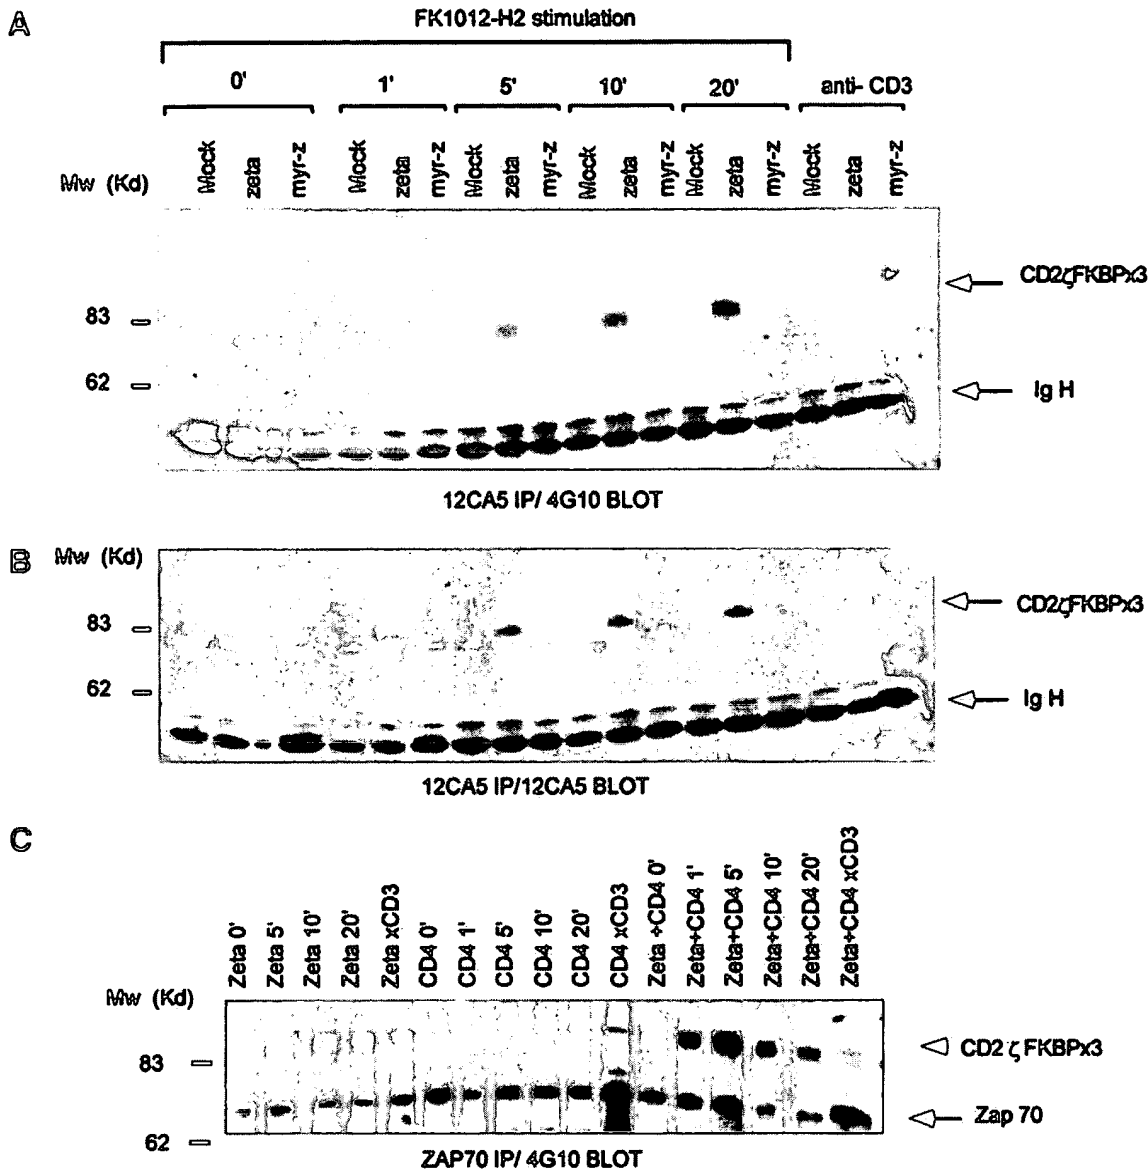 A
FK1012-H2 stimulation
0' 1' 5' 10' 20' anti- CD3
Mw (Kd) Mock zeta myr-z Mock zeta myr-z Mock zeta myr-z Mock zeta myr-z Mock zeta myr-z Mock zeta myr-z
CD2ζFKBPx3
83
62
Ig H
12CA5 IP/ 4G10 BLOT
B
Mw (Kd)
CD2ζFKBPx3
83
62
Ig H
12CA5 IP/12CA5 BLOT
C
Mw (Kd) Zeta 0' Zeta 5' Zeta 10' Zeta 20' Zeta xCD3 CD4 0' CD4 1' CD4 5' CD4 10' CD4 20' CD4 xCD3 Zeta +CD4 0' Zeta+CD4 1' Zeta+CD4 5' Zeta+CD4 10' Zeta+CD4 20' Zeta+CD4 xCD3
CD2 ζ FKBPx3
83
Zap 70
62
ZAP70 IP/ 4G10 BLOT